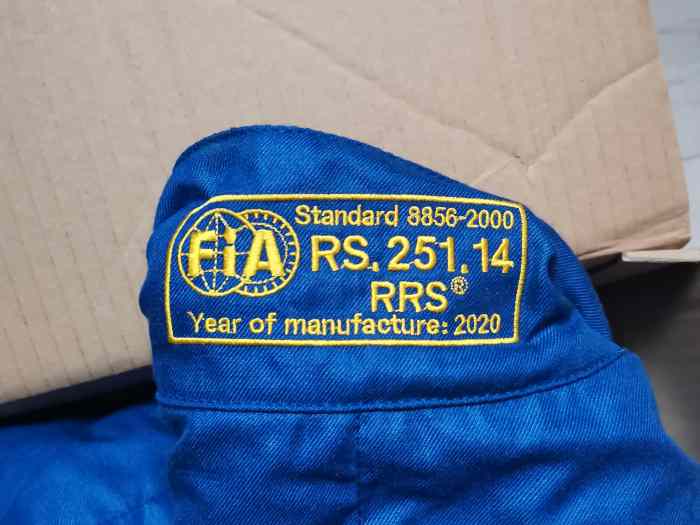 Standard 8856-2000
FiA RS.251.14
RRS®
Year of manufacture: 2020